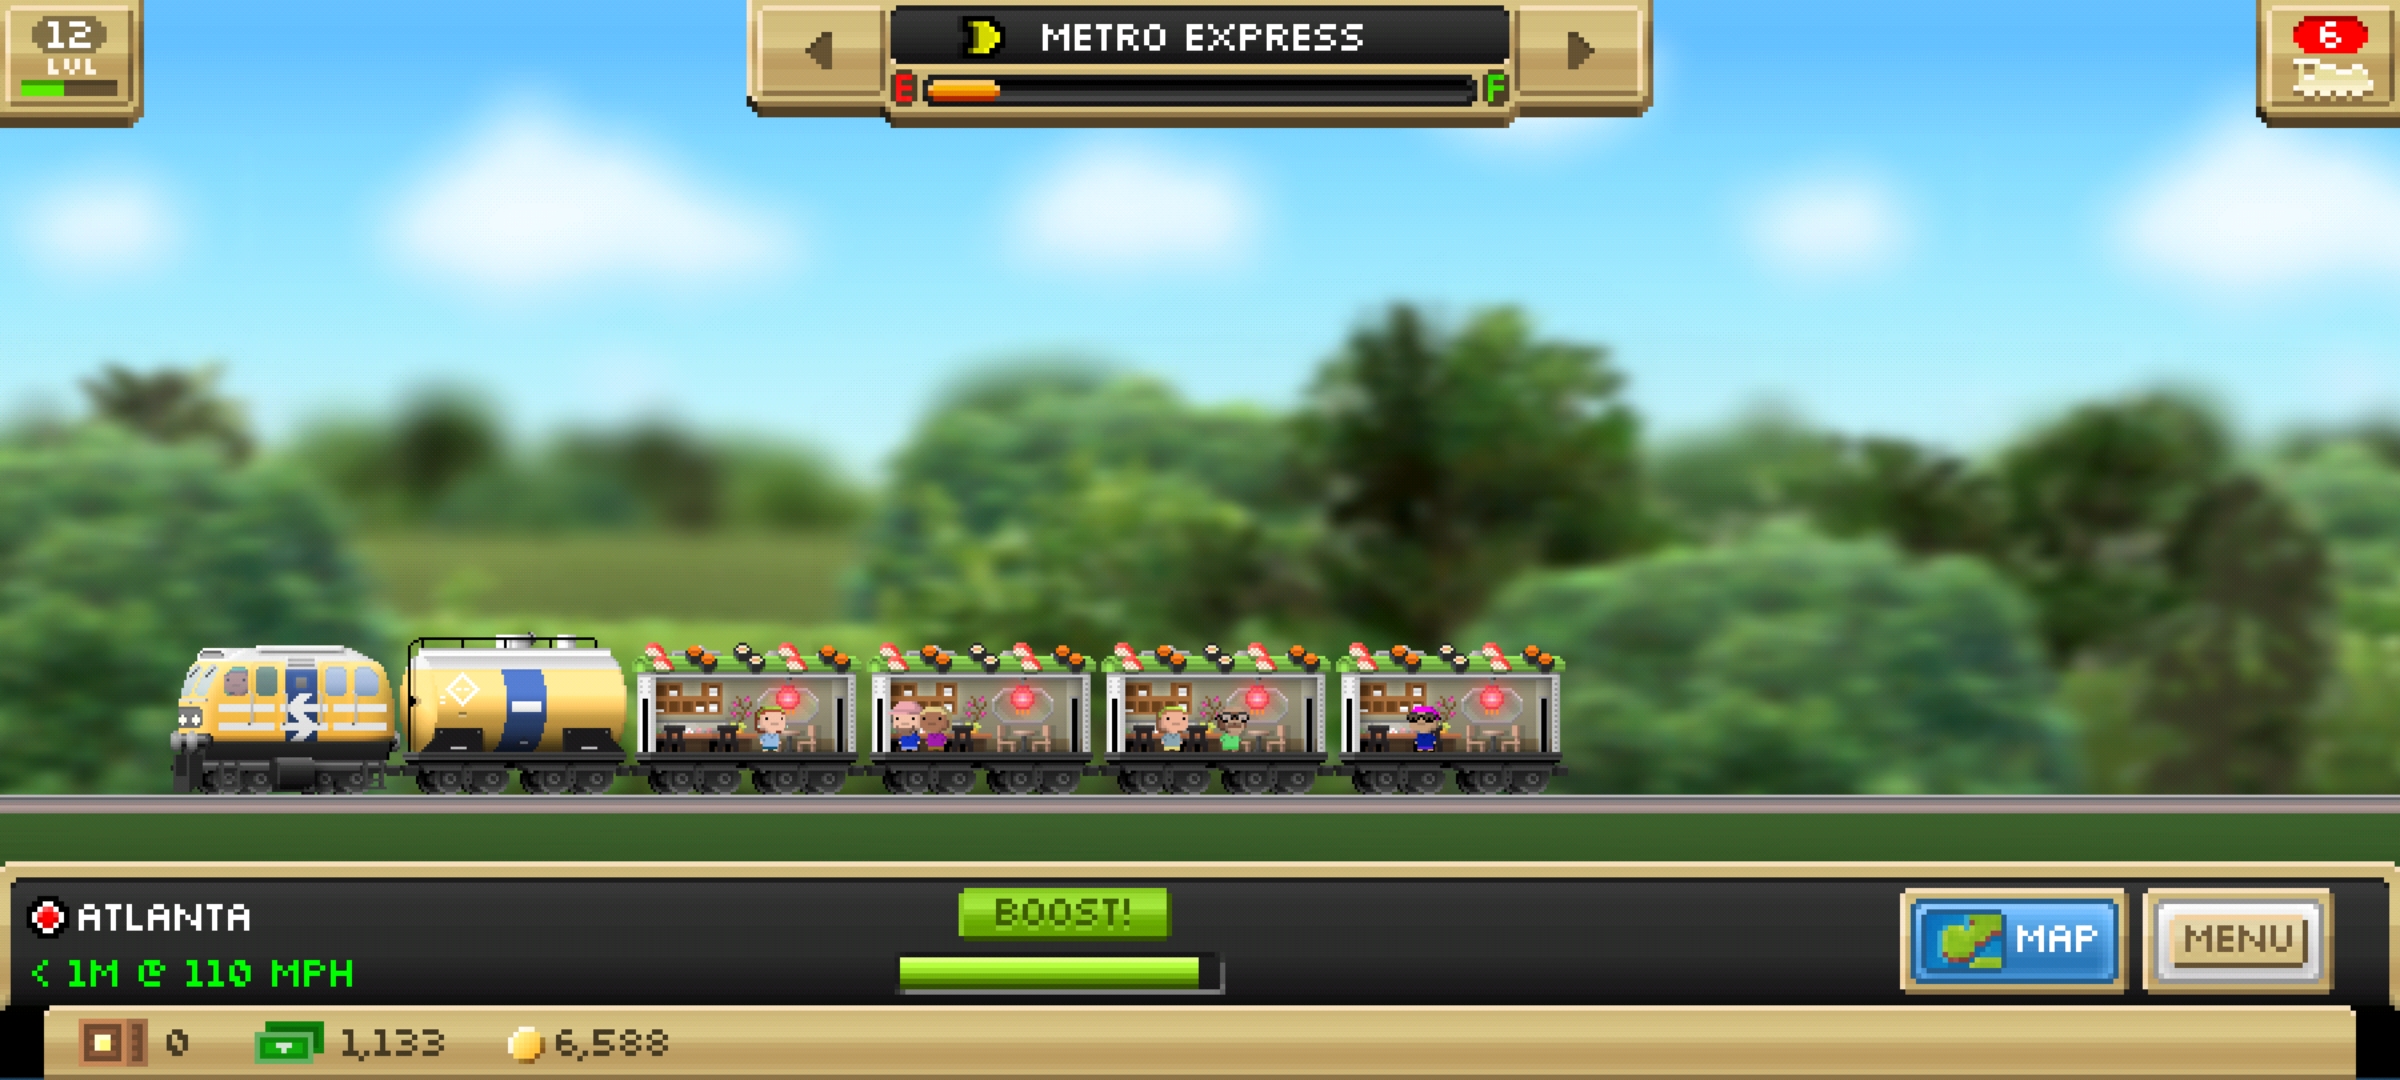 12
LVL
METRO EXPRESS
E F
6
ATLANTA
< 1M @ 110 MPH
BOOST!
MAP
MENU
0
1,133
6,588